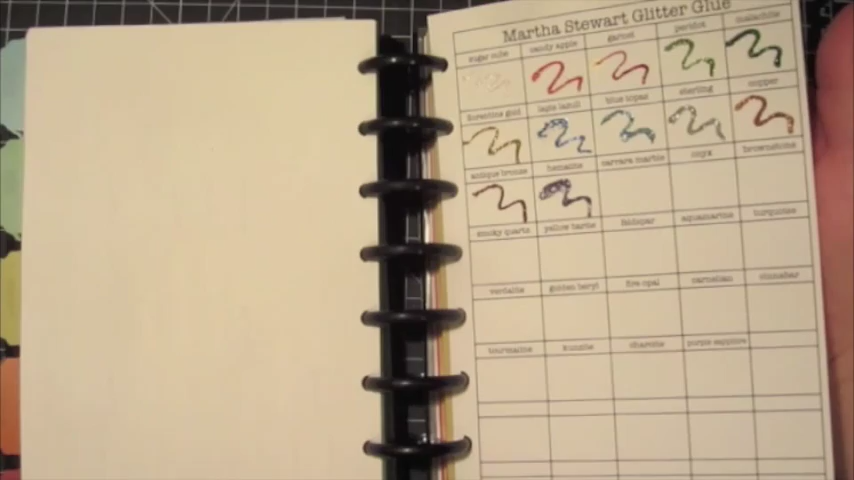 Martha Stewart Glitter Glue
sugar cube candy apple garnet peridot malachite
florentine gold lapis lazuli blue topaz sterling copper
antique bronze hematite carrara marble onyx brownstone
smoky quartz yellow barite feldspar aquamarine turquoise
verdelite golden beryl fire opal carnelian cinnabar
tourmaline kunzite charoite purple sapphire